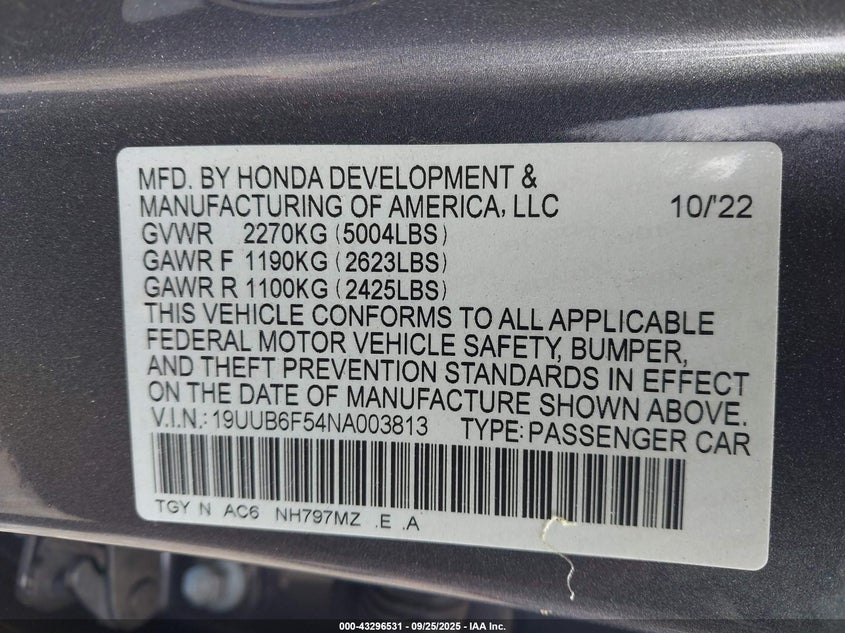 MFD. BY HONDA DEVELOPMENT &
MANUFACTURING OF AMERICA, LLC 10/'22
GVWR 2270KG (5004LBS)
GAWR F 1190KG (2623LBS)
GAWR R 1100KG (2425LBS)
THIS VEHICLE CONFORMS TO ALL APPLICABLE
FEDERAL MOTOR VEHICLE SAFETY, BUMPER,
AND THEFT PREVENTION STANDARDS IN EFFECT
ON THE DATE OF MANUFACTURE SHOWN ABOVE.
V.I.N.: 19UUB6F54NA003813 TYPE: PASSENGER CAR
TGY N AC6 NH797MZ .E .A
000-43296531 - 09/25/2025 - IAA Inc.